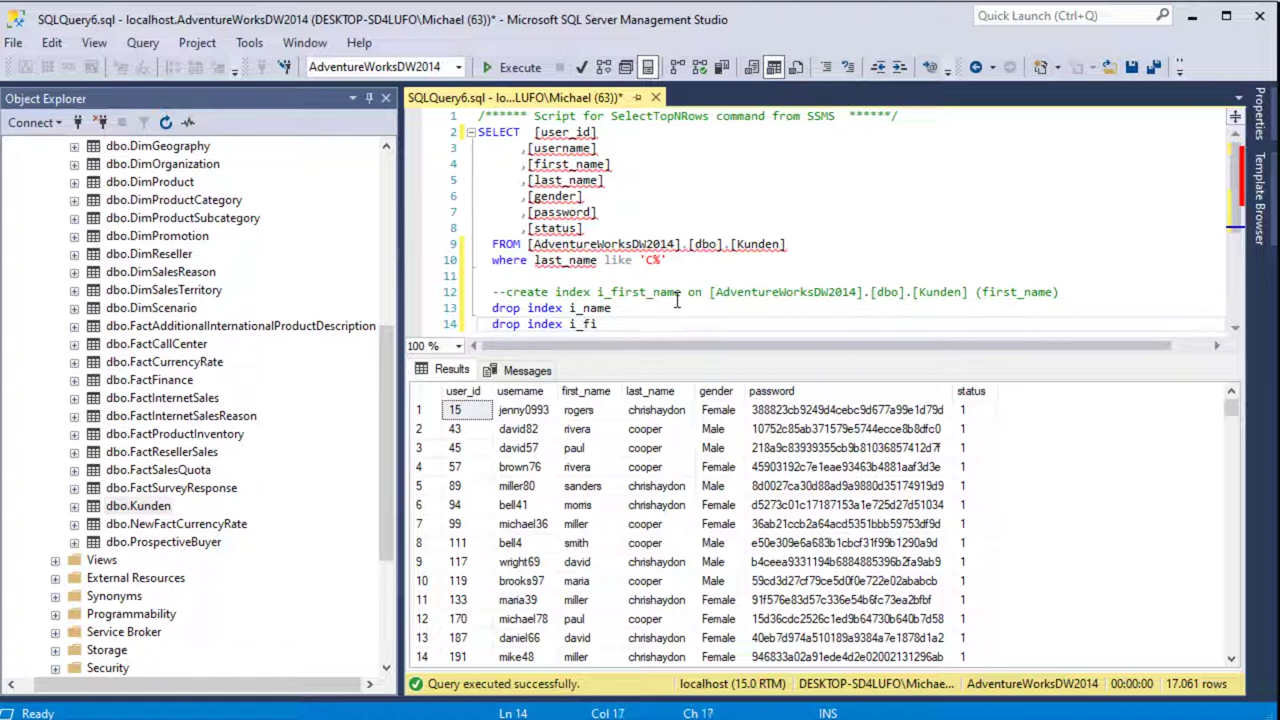 SQLQuery6.sql - localhost.AdventureWorksDW2014 (DESKTOP-SD4LUFO\Michael (63))* - Microsoft SQL Server Management Studio
Quick Launch (Ctrl+Q)
File Edit View Query Project Tools Window Help
AdventureWorksDW2014 Execute
Object Explorer
Connect
dbo.DimGeography
dbo.DimOrganization
dbo.DimProduct
dbo.DimProductCategory
dbo.DimProductSubcategory
dbo.DimPromotion
dbo.DimReseller
dbo.DimSalesReason
dbo.DimSalesTerritory
dbo.DimScenario
dbo.FactAdditionalInternationalProductDescription
dbo.FactCallCenter
dbo.FactCurrencyRate
dbo.FactFinance
dbo.FactInternetSales
dbo.FactInternetSalesReason
dbo.FactProductInventory
dbo.FactResellerSales
dbo.FactSalesQuota
dbo.FactSurveyResponse
dbo.Kunden
dbo.NewFactCurrencyRate
dbo.ProspectiveBuyer
Views
External Resources
Synonyms
Programmability
Service Broker
Storage
Security
SQLQuery6.sql - lo...LUFO\Michael (63))*
1 /****** Script for SelectTopNRows command from SSMS ******/
2 SELECT [user_id]
3 ,[username]
4 ,[first_name]
5 ,[last_name]
6 ,[gender]
7 ,[password]
8 ,[status]
9 FROM [AdventureWorksDW2014].[dbo].[Kunden]
10 where last_name like 'C%'
11
12 --create index i_first_name on [AdventureWorksDW2014].[dbo].[Kunden] (first_name)
13 drop index i_name
14 drop index i_fi
100 %
Results Messages
user_id username first_name last_name gender password status
1 15 jenny0993 rogers chrishaydon Female 388823cb9249d4cebc9d677a99e1d79d 1
2 43 david82 rivera cooper Male 10752c85ab371579e5744ecce8b8dfc0 1
3 45 david57 paul cooper Male 218a9c83939355cb9b81036857412d7f 1
4 57 brown76 rivera cooper Female 45903192c7e1eae93463b4881aaf3d3e 1
5 89 miller80 sanders chrishaydon Male 8d0027ca30d88ad9a9880d35174919d9 1
6 94 bell41 morris chrishaydon Female d5273c01c17187153a1e725d27d51034 1
7 99 michael36 miller cooper Female 36ab21ccb2a64acd5351bbb59753df9d 1
8 111 bell4 smith cooper Female e50e309e6a683b1cbcf31f99b1290a9d 1
9 117 wright69 david chrishaydon Male b4ceea9331194b6884885396b2fa9ab9 1
10 119 brooks97 maria cooper Male 59cd3d27cf79ce5d0f0e722e02ababcb 1
11 133 maria39 miller chrishaydon Female 91f576e83d57c336e54b6fc73ea2bfbf 1
12 170 michael78 paul cooper Female 15d36cdc2526c1ed9b64730b640b7d58 1
13 187 daniel66 david chrishaydon Male 40eb7d974a510189a9384a7e1878d1a2 1
14 191 mike48 miller chrishaydon Female 946833a02a91ede4d2e02002131296ab 1
Query executed successfully. localhost (15.0 RTM) DESKTOP-SD4LUFO\Michae... AdventureWorksDW2014 00:00:00 17.061 rows
Ready Ln 14 Col 17 Ch 17 INS
Properties
Template Browser